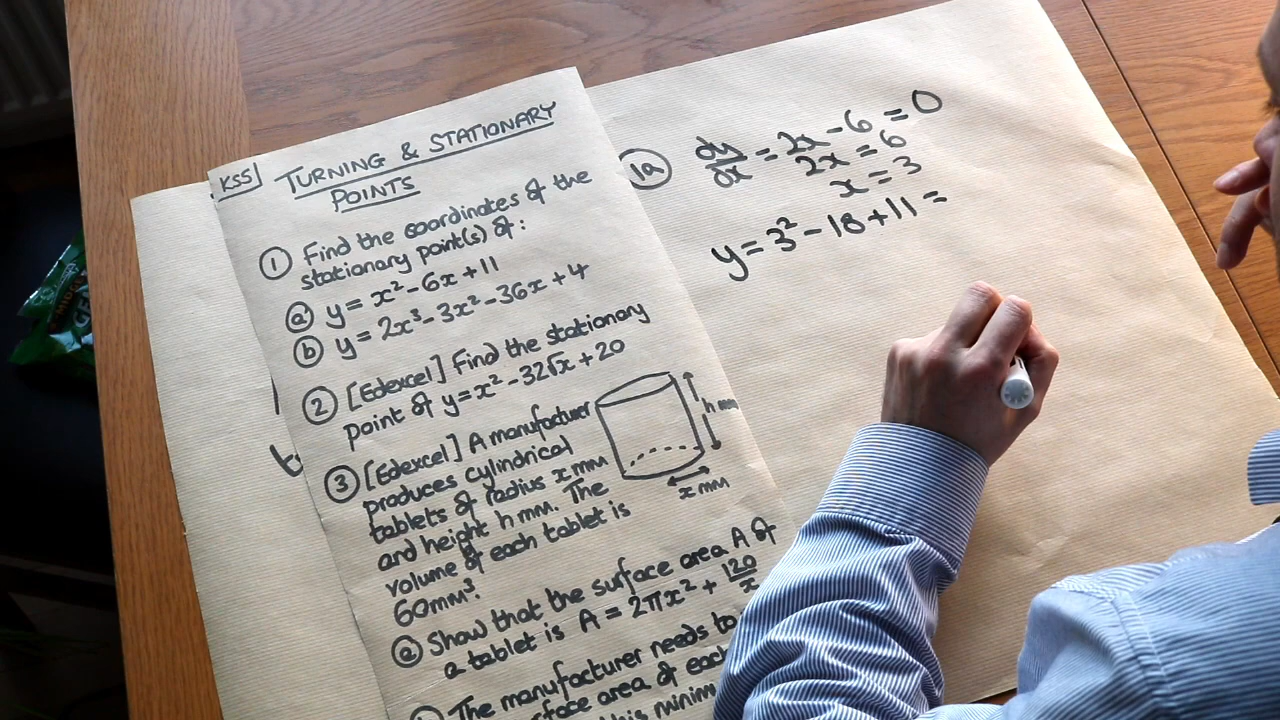 KS5
TURNING & STATIONARY
POINTS
① Find the coordinates of the
stationary point(s) of:
ⓐ y = x² - 6x + 11
ⓑ y = 2x³ - 3x² - 36x + 4
② [Edexcel] Find the stationary
point of y = x² - 32√x + 20
③ [Edexcel] A manufacturer
produces cylindrical
tablets of radius x mm
and height h mm. The
volume of each tablet is
60mm³.
h mm
x mm
ⓐ Show that the surface area A of
a tablet is A = 2πx² + 120/x
The manufacturer needs to
face area of each
this minim
1a dy/dx = 2x - 6 = 0
2x = 6
x = 3
y = 3² - 18 + 11 =